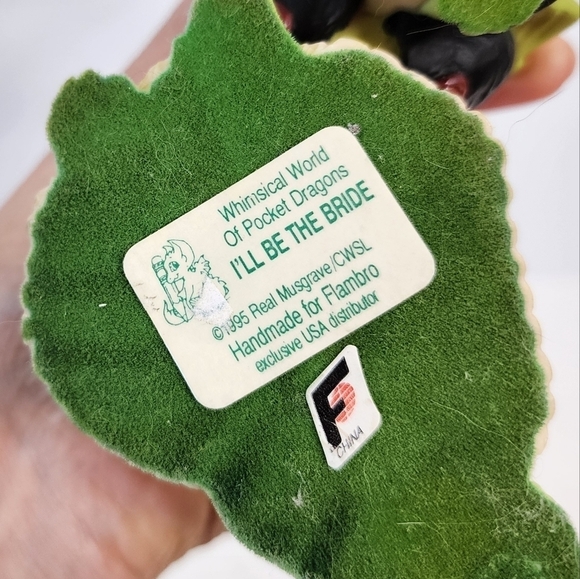 Whimsical World
Of Pocket Dragons
I'LL BE THE BRIDE
©1995 Real Musgrave/CWSL
Handmade for Flambro
exclusive USA distributor
F
CHINA